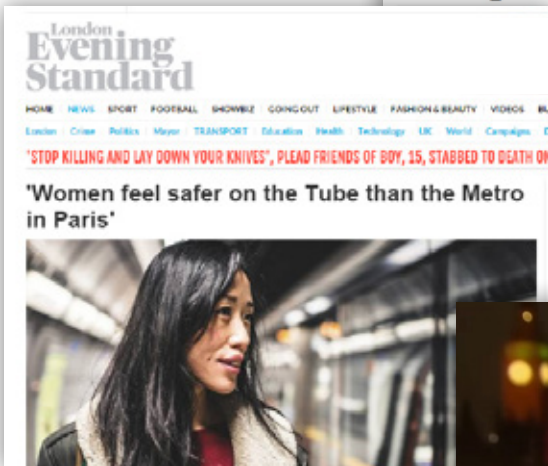 London
Evening
Standard
HOME NEWS SPORT FOOTBALL SHOWBIZ GOING OUT LIFESTYLE FASHION & BEAUTY VIDEOS
London Crime Politics Mayor TRANSPORT Education Health Technology UK World Campaigns
"STOP KILLING AND LAY DOWN YOUR KNIVES", PLEAD FRIENDS OF BOY, 15, STABBED TO DEATH ON
'Women feel safer on the Tube than the Metro
in Paris'